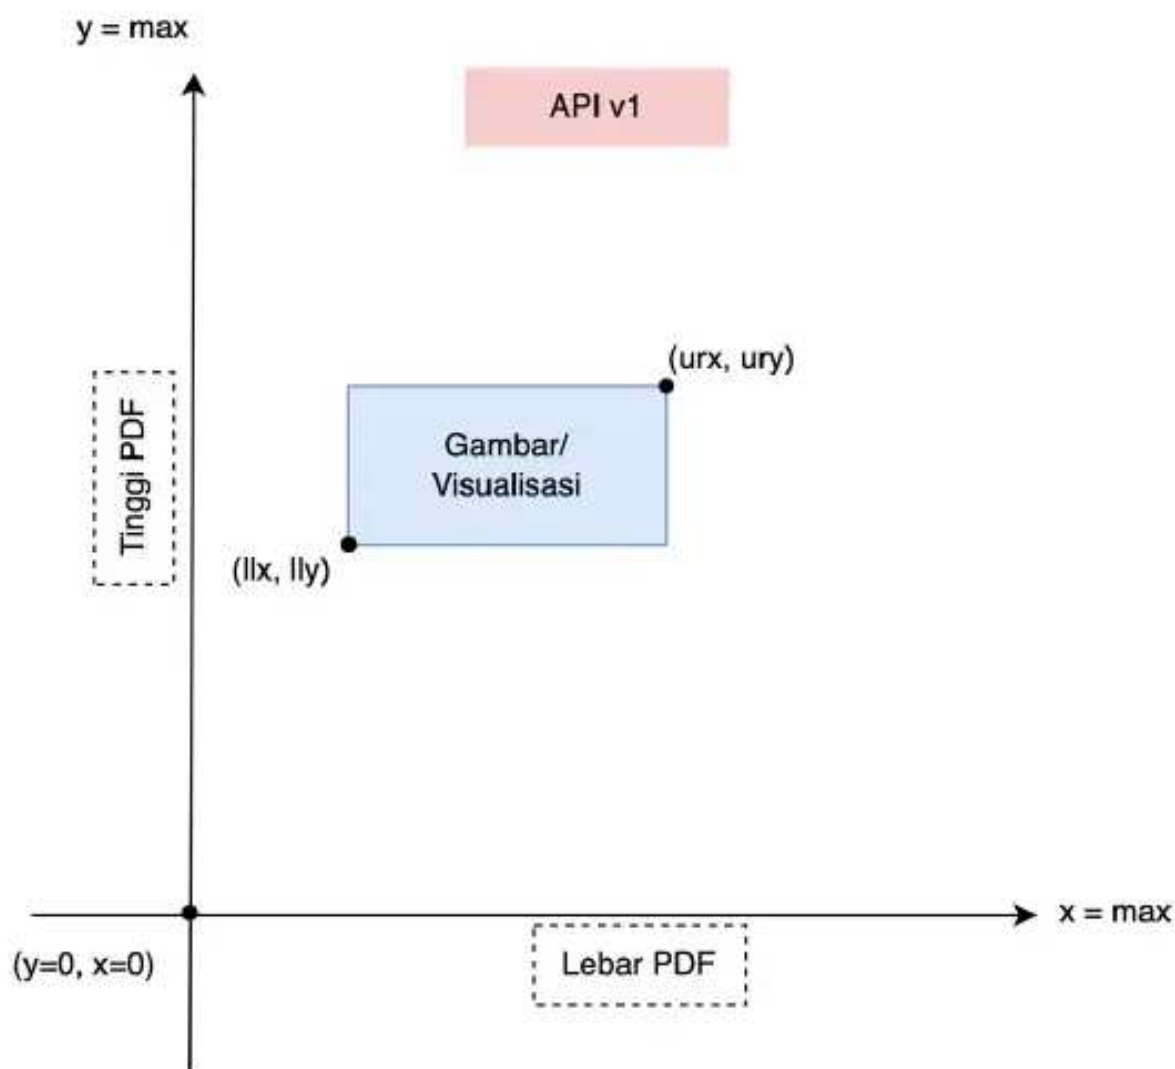 y = max
API v1
(urx, ury)
Gambar/
Visualisasi
Tinggi PDF
(llx, lly)
x = max
(y=0, x=0)
Lebar PDF